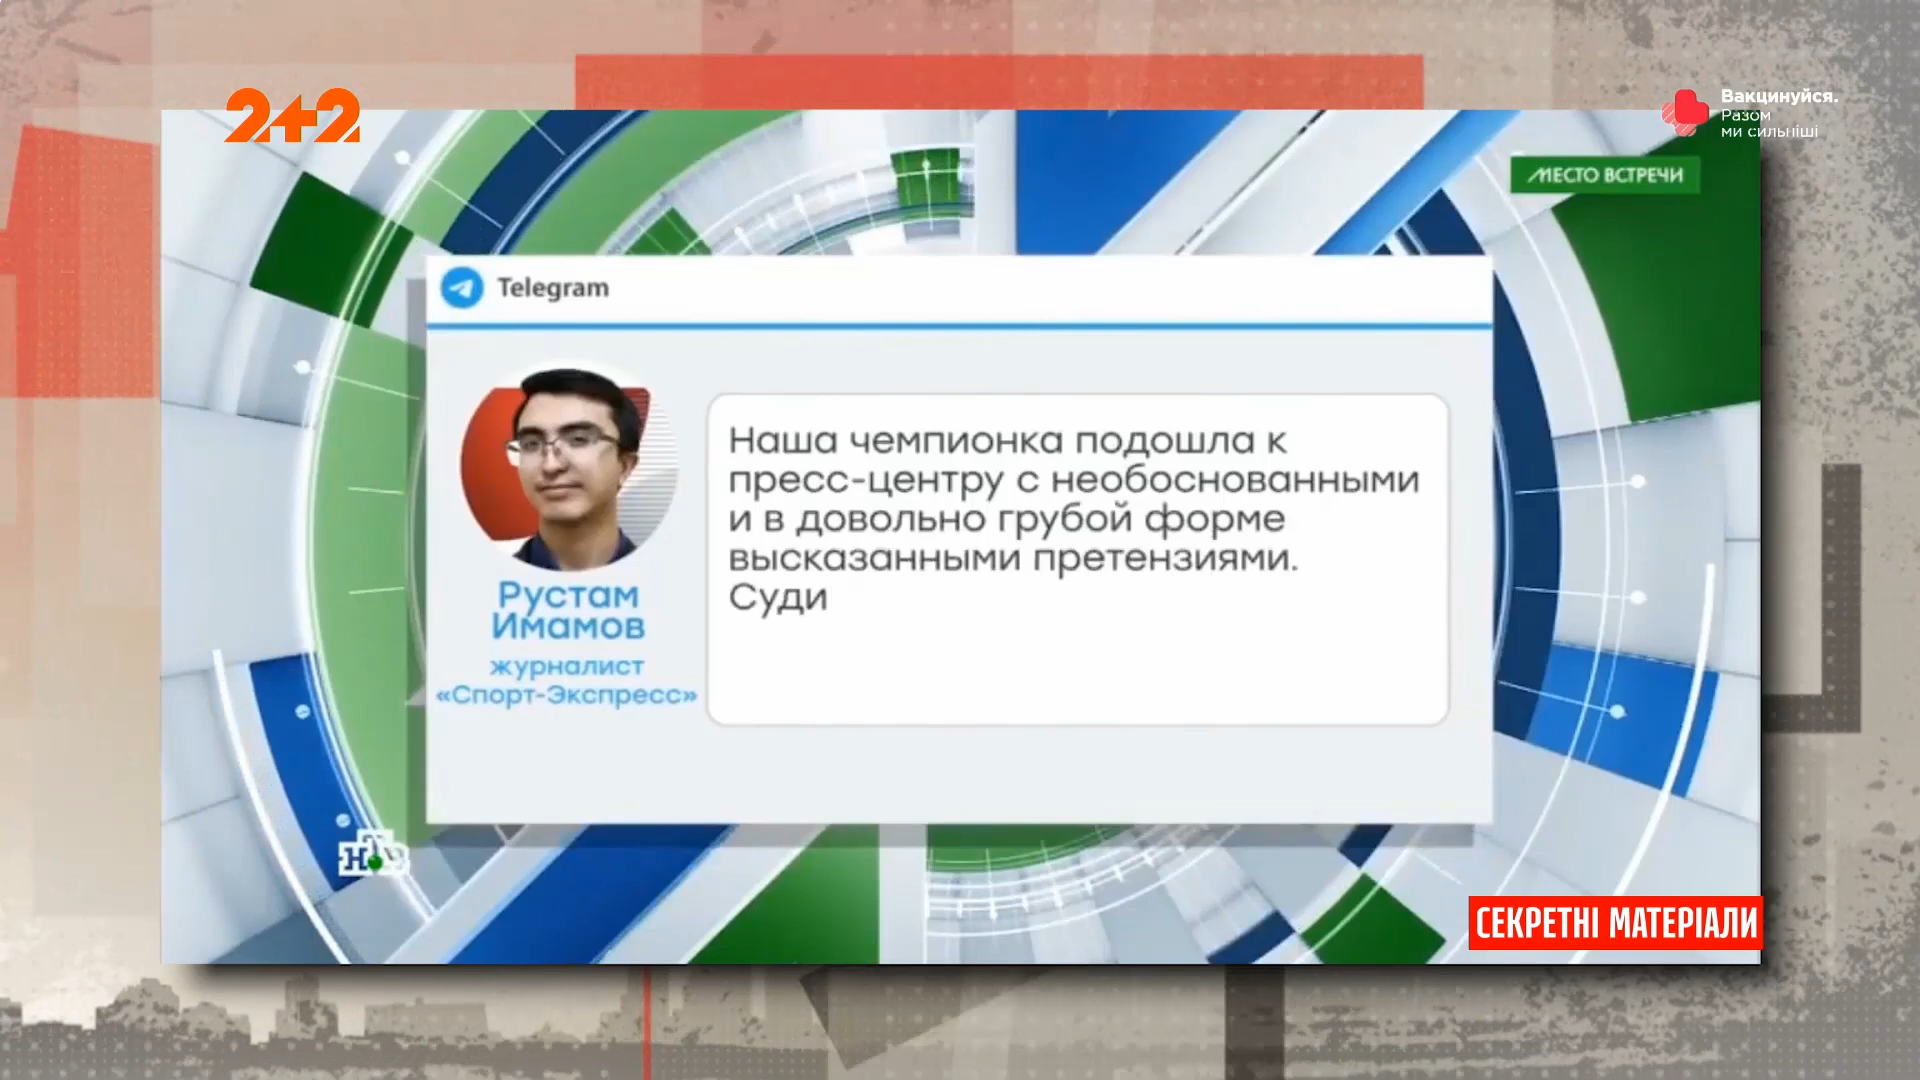 2+2
Вакцинуйся.
Разом
ми сильніші
МЕСТО ВСТРЕЧИ
Telegram
Наша чемпионка подошла к
пресс-центру с необоснованными
и в довольно грубой форме
высказанными претензиями.
Суди
Рустам
Имамов
журналист
«Спорт-Экспресс»
НТВ
СЕКРЕТНІ МАТЕРІАЛИ